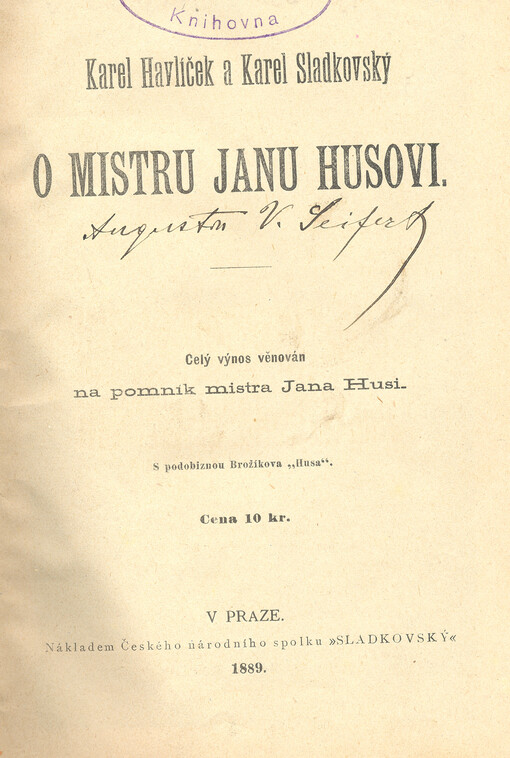 Knihovna
Karel Havlíček a Karel Sladkovský
O MISTRU JANU HUSOVI.
Augustin V. Seifert
Celý výnos věnován
na pomník mistra Jana Husi.
S podobiznou Brožíkova „Husa“.
Cena 10 kr.
V PRAZE.
Nákladem Českého národního spolku »SLADKOVSKÝ«
1889.